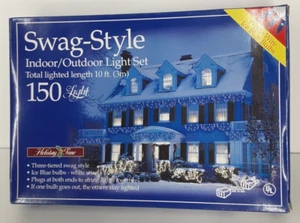 Swag-Style
Indoor/Outdoor Light Set
Total lighted length 10 ft. (3m)
150 Light
Holiday Time
• Three-tiered swag style
• Ice Blue bulbs - white
• Plugs at both ends to
• If one bulb goes out, the others stay lighted
UL